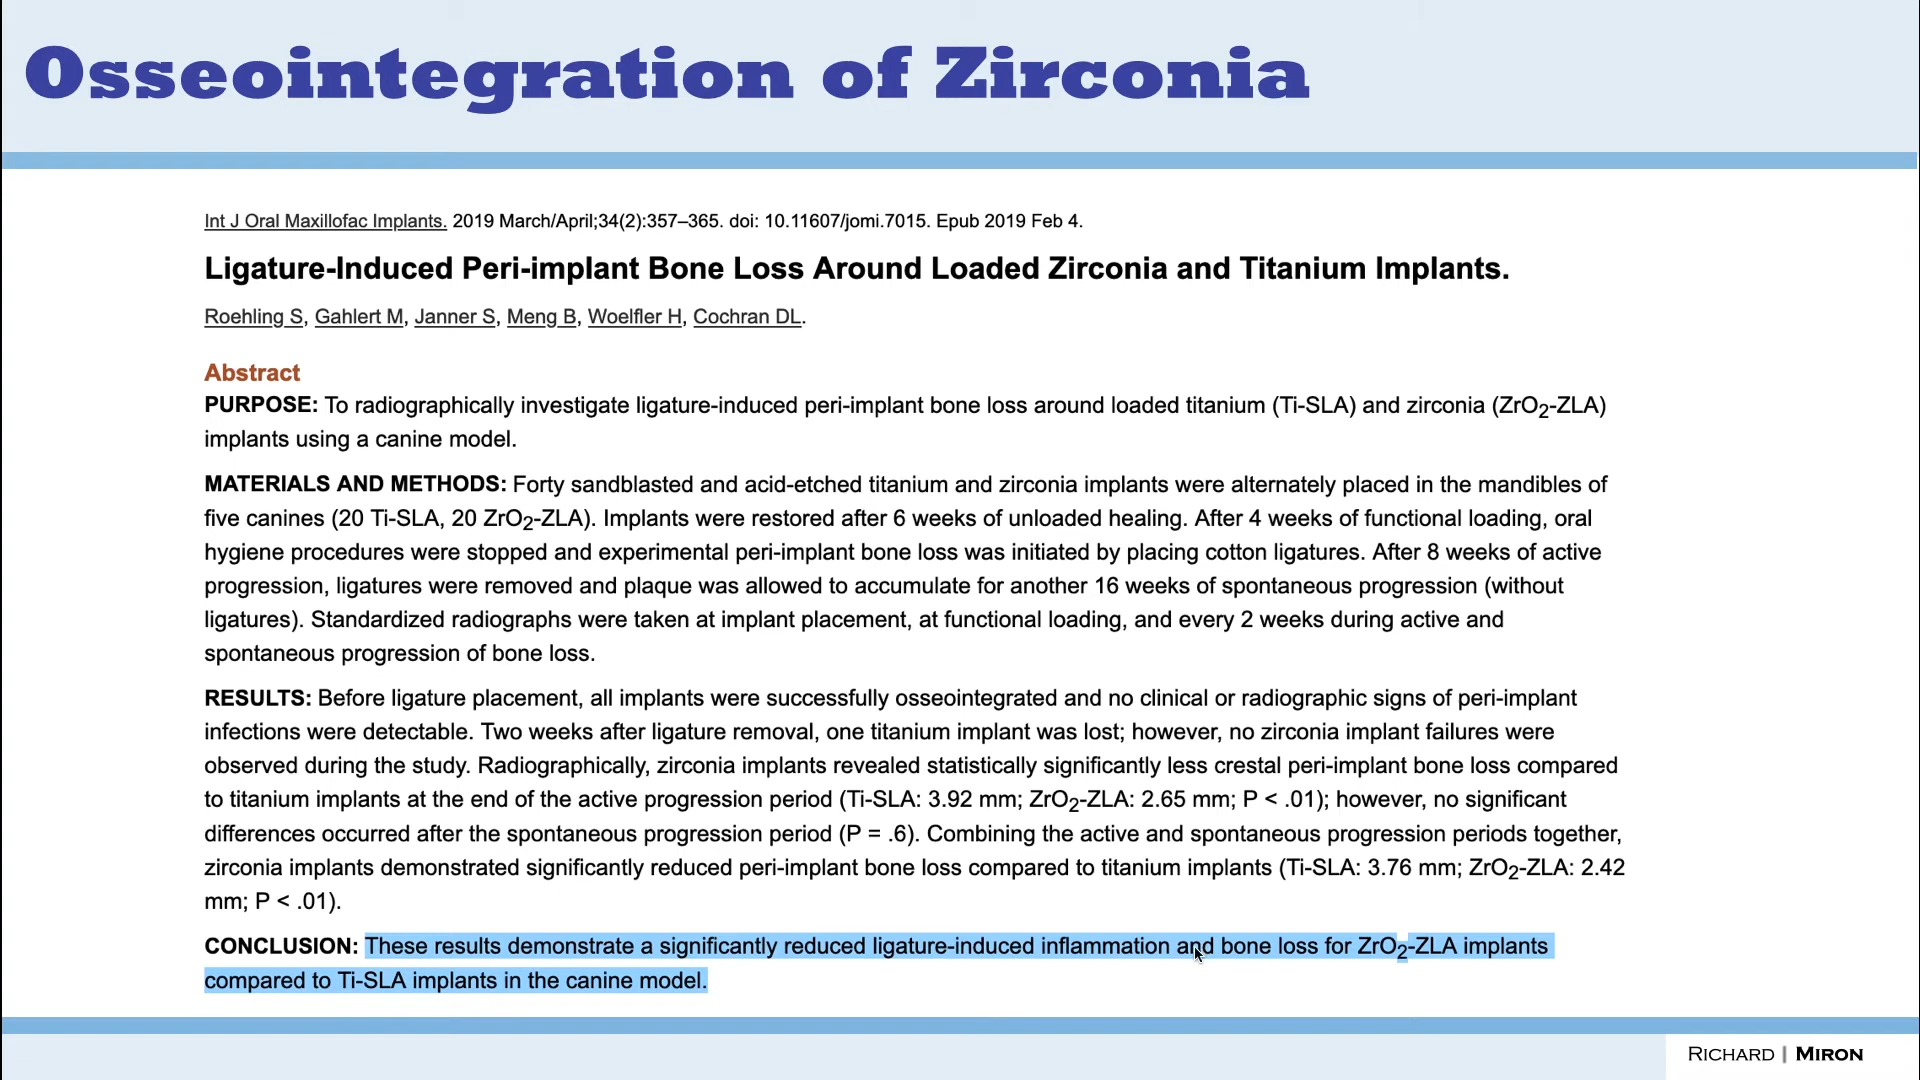 Osseointegration of Zirconia
Int J Oral Maxillofac Implants. 2019 March/April;34(2):357–365. doi: 10.11607/jomi.7015. Epub 2019 Feb 4.
Ligature-Induced Peri-implant Bone Loss Around Loaded Zirconia and Titanium Implants.
Roehling S, Gahlert M, Janner S, Meng B, Woelfler H, Cochran DL.
Abstract
PURPOSE: To radiographically investigate ligature-induced peri-implant bone loss around loaded titanium (Ti-SLA) and zirconia (ZrO2-ZLA)
implants using a canine model.
MATERIALS AND METHODS: Forty sandblasted and acid-etched titanium and zirconia implants were alternately placed in the mandibles of
five canines (20 Ti-SLA, 20 ZrO2-ZLA). Implants were restored after 6 weeks of unloaded healing. After 4 weeks of functional loading, oral
hygiene procedures were stopped and experimental peri-implant bone loss was initiated by placing cotton ligatures. After 8 weeks of active
progression, ligatures were removed and plaque was allowed to accumulate for another 16 weeks of spontaneous progression (without
ligatures). Standardized radiographs were taken at implant placement, at functional loading, and every 2 weeks during active and
spontaneous progression of bone loss.
RESULTS: Before ligature placement, all implants were successfully osseointegrated and no clinical or radiographic signs of peri-implant
infections were detectable. Two weeks after ligature removal, one titanium implant was lost; however, no zirconia implant failures were
observed during the study. Radiographically, zirconia implants revealed statistically significantly less crestal peri-implant bone loss compared
to titanium implants at the end of the active progression period (Ti-SLA: 3.92 mm; ZrO2-ZLA: 2.65 mm; P < .01); however, no significant
differences occurred after the spontaneous progression period (P = .6). Combining the active and spontaneous progression periods together,
zirconia implants demonstrated significantly reduced peri-implant bone loss compared to titanium implants (Ti-SLA: 3.76 mm; ZrO2-ZLA: 2.42
mm; P < .01).
CONCLUSION: These results demonstrate a significantly reduced ligature-induced inflammation and bone loss for ZrO2-ZLA implants
compared to Ti-SLA implants in the canine model.
RICHARD | MIRON